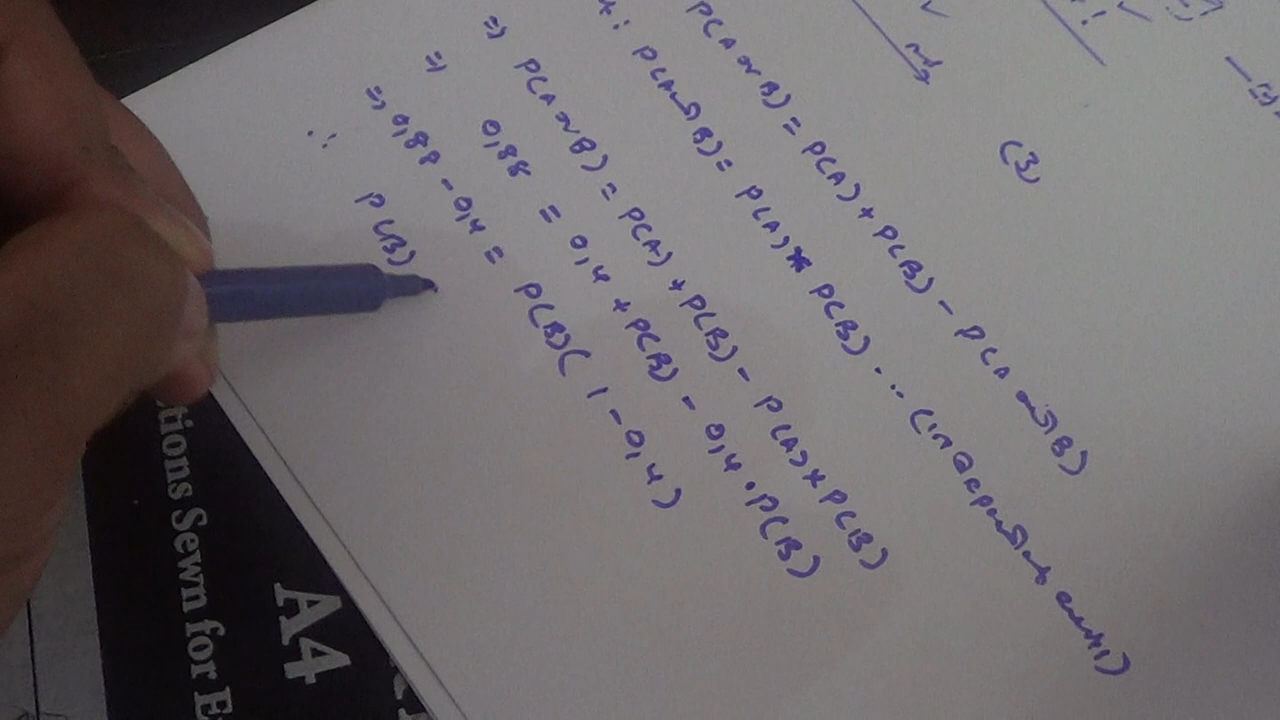 (3)
P(A or B) = P(A) + P(B) - P(A and B)
P(A and B) = P(A) * P(B) ... (independent events)
=> P(A or B) = P(A) + P(B) - P(A) * P(B)
=> 0,88 = 0,4 + P(B) - 0,4 . P(B)
=> 0,88 - 0,4 = P(B)(1 - 0,4)
∴ P(B)
tions Sewn for E
A4